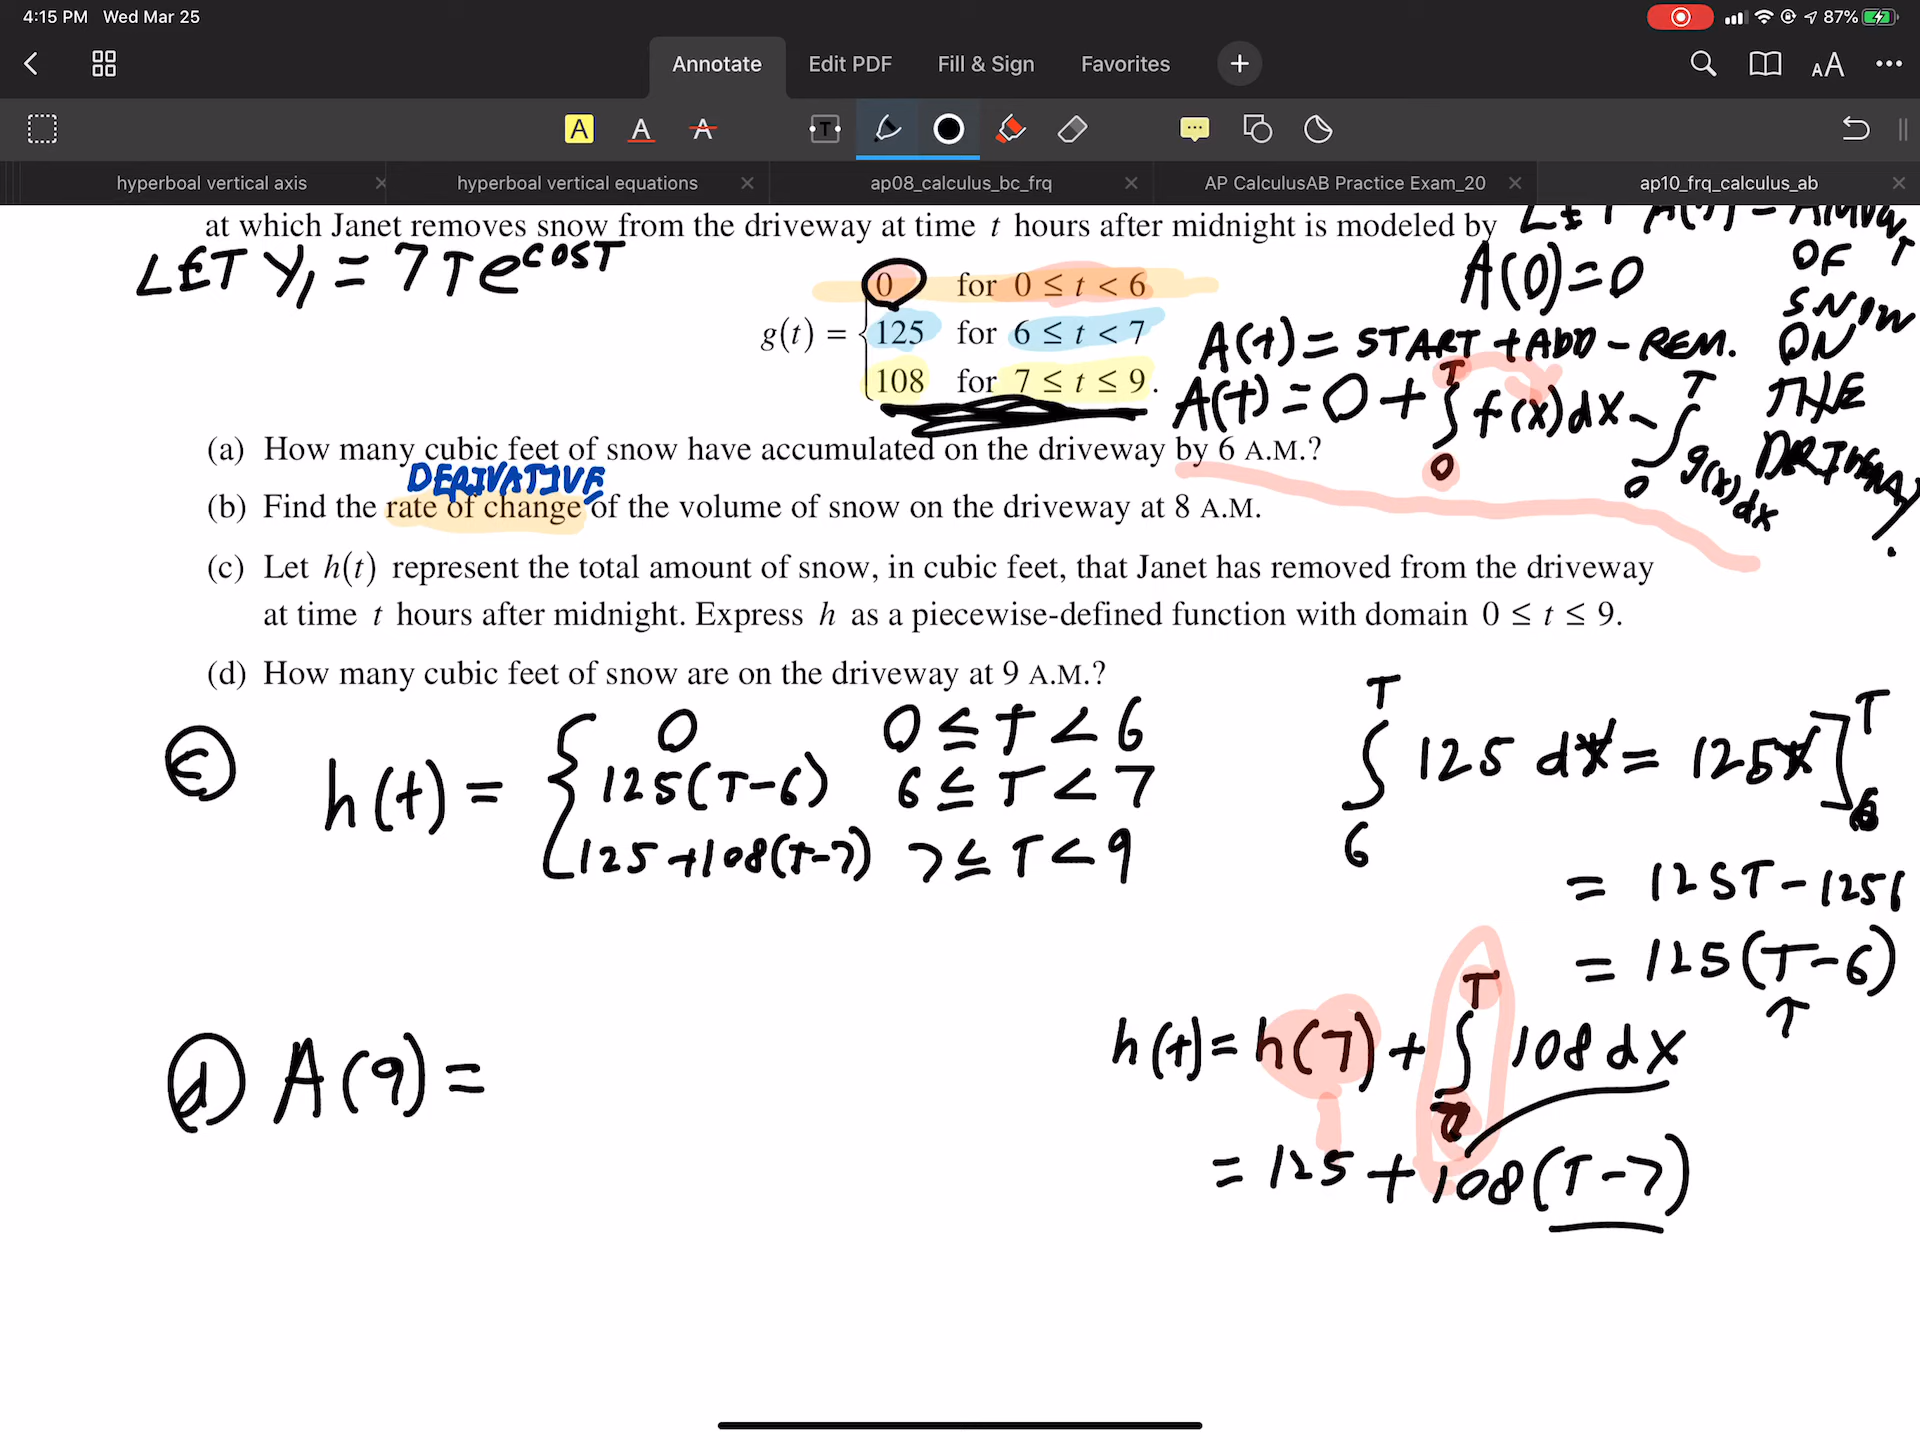 4:15 PM Wed Mar 25
87%
Annotate Edit PDF Fill & Sign Favorites
hyperboal vertical axis
hyperboal vertical equations
ap08_calculus_bc_frq
AP CalculusAB Practice Exam_20
ap10_frq_calculus_ab
at which Janet removes snow from the driveway at time t hours after midnight is modeled by
LET Y₁ = 7Te^COST
g(t) = { 0 for 0 ≤ t < 6
125 for 6 ≤ t < 7
108 for 7 ≤ t ≤ 9.
A(0)=0
OF
SNOW
ON
THE
DRIVEWAY.
A(t) = START + ADD - REM.
A(t) = 0 + ∫₀ᵀ f(x)dx - ∫₀ᵀ g(x)dx
(a) How many cubic feet of snow have accumulated on the driveway by 6 A.M.?
DERIVATIVE
(b) Find the rate of change of the volume of snow on the driveway at 8 A.M.
(c) Let h(t) represent the total amount of snow, in cubic feet, that Janet has removed from the driveway
at time t hours after midnight. Express h as a piecewise-defined function with domain 0 ≤ t ≤ 9.
(d) How many cubic feet of snow are on the driveway at 9 A.M.?
(c) h(t) = { 0 0 ≤ T < 6
125(T-6) 6 ≤ T < 7
125+108(T-7) 7 ≤ T < 9
∫₆ᵀ 125 dx = 125x]₆ᵀ
= 125T - 125·6
= 125(T-6)
h(t) = h(7) + ∫₇ᵀ 108 dx
= 125 + 108(T-7)
(d) A(9) =